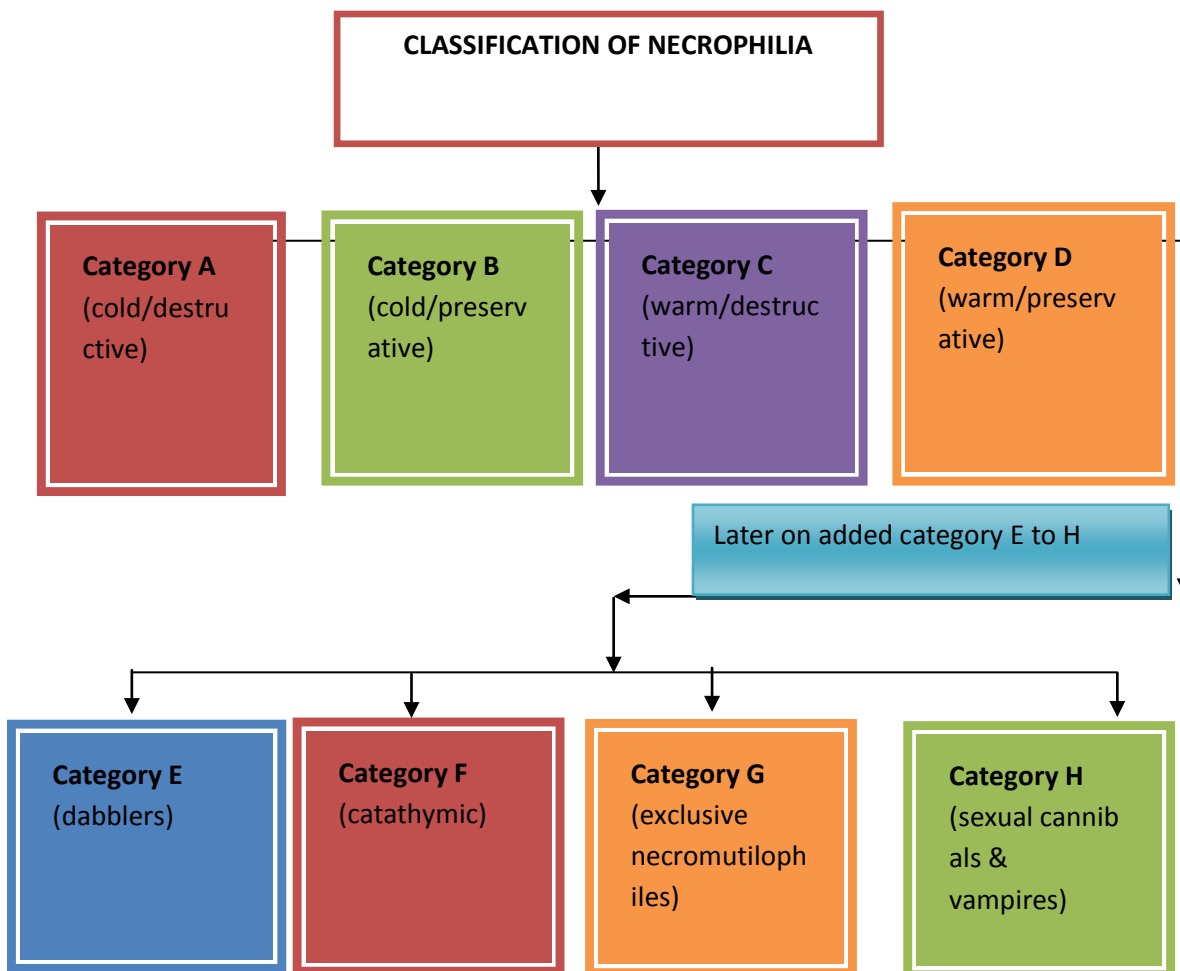 CLASSIFICATION OF NECROPHILIA
Category A
(cold/destru
ctive)
Category B
(cold/preserv
ative)
Category C
(warm/destruc
tive)
Category D
(warm/preserv
ative)
Later on added category E to H
Category E
(dabblers)
Category F
(catathymic)
Category G
(exclusive
necromutiloph
iles)
Category H
(sexual cannib
als &
vampires)